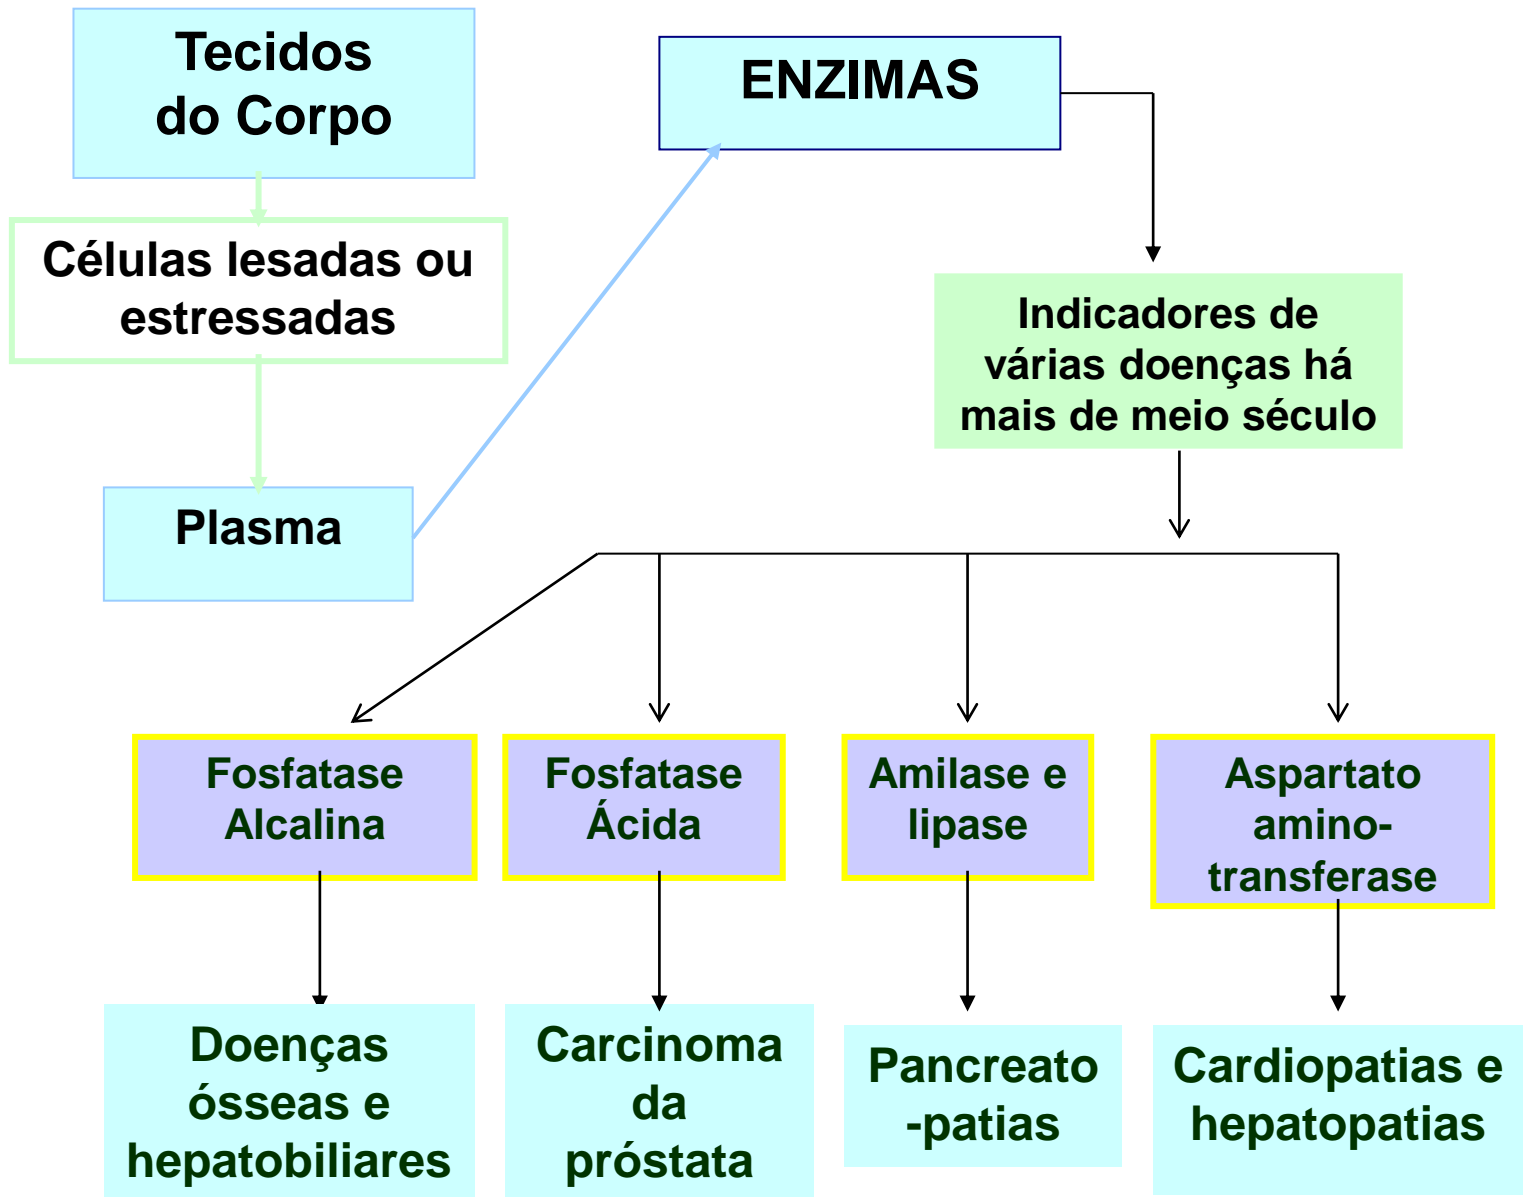 Tecidos
do Corpo
ENZIMAS
Células lesadas ou
estressadas
Indicadores de
várias doenças há
mais de meio século
Plasma
Fosfatase
Alcalina
Fosfatase
Ácida
Amilase e
lipase
Aspartato
amino-
transferase
Doenças
ósseas e
hepatobiliares
Carcinoma
da
próstata
Pancreato
-patias
Cardiopatias e
hepatopatias